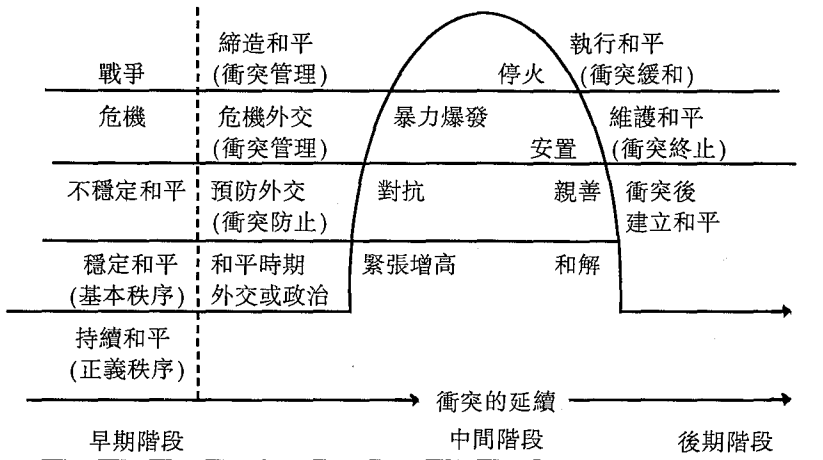 締造和平 執行和平
戰爭 (衝突管理) 停火 (衝突緩和)
危機 危機外交 暴力爆發 維護和平
(衝突管理) 安置 (衝突終止)
不穩定和平 預防外交 對抗 親善 衝突後
(衝突防止) 建立和平
穩定和平 和平時期 緊張增高 和解
(基本秩序) 外交或政治
持續和平
(正義秩序)
衝突的延續
早期階段 中間階段 後期階段